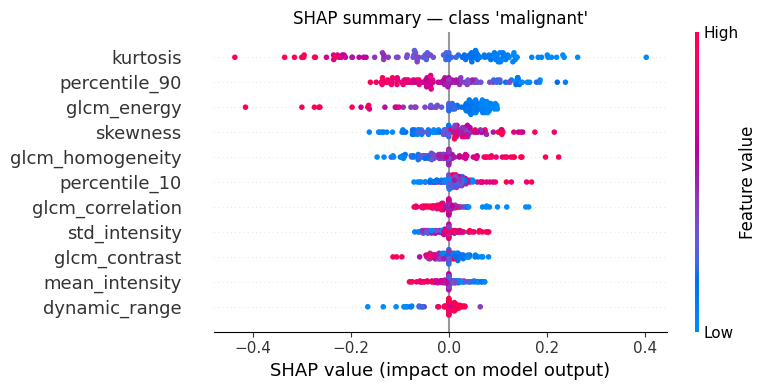 SHAP summary — class 'malignant'
High
kurtosis
percentile_90
glcm_energy
skewness
glcm_homogeneity
percentile_10
glcm_correlation
std_intensity
glcm_contrast
mean_intensity
dynamic_range
Feature value
Low
−0.4 −0.2 0.0 0.2 0.4
SHAP value (impact on model output)